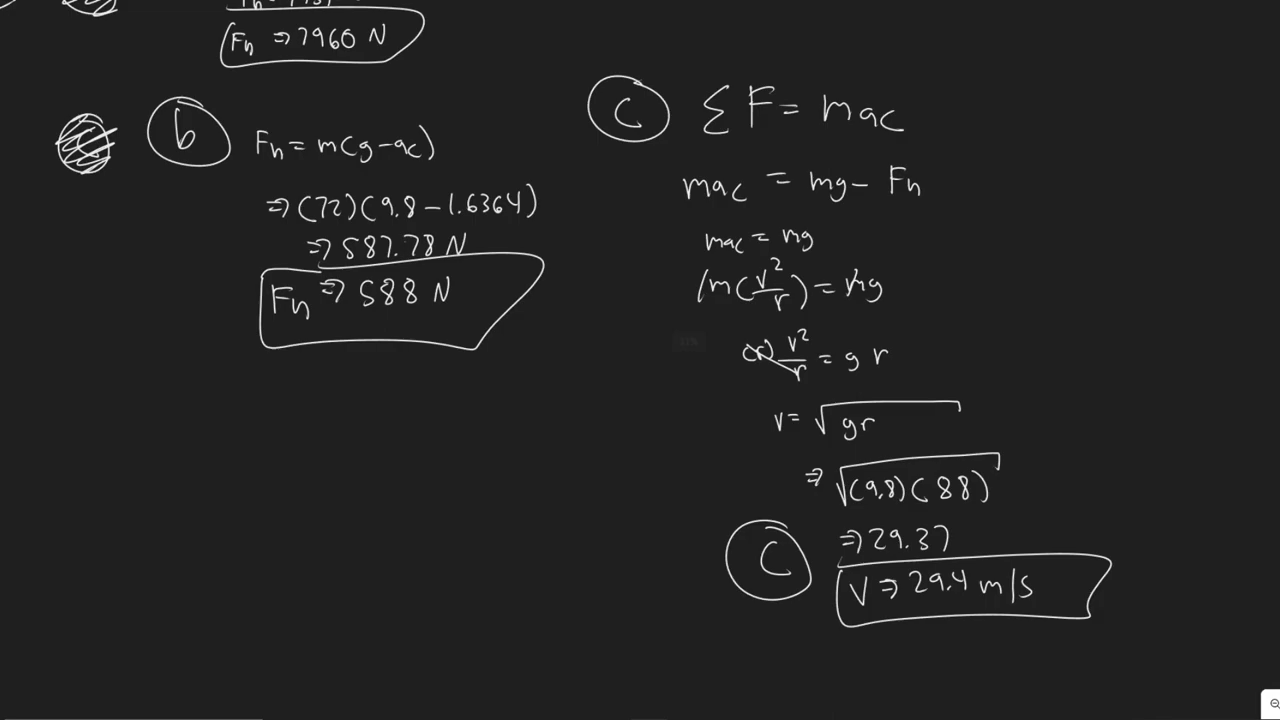 Fn ⇒ 7960 N
b
Fn = m(g-ac)
⇒ (72)(9.8 - 1.6364)
⇒ 587.78 N
Fn ⇒ 588 N
C
ΣF = mac
mac = mg - Fn
mac = mg
m(v²/r) = mg
(r) v²/r = g r
v = √gr
⇒ √(9.8)(88)
⇒ 29.37
C
V ⇒ 29.4 m/s